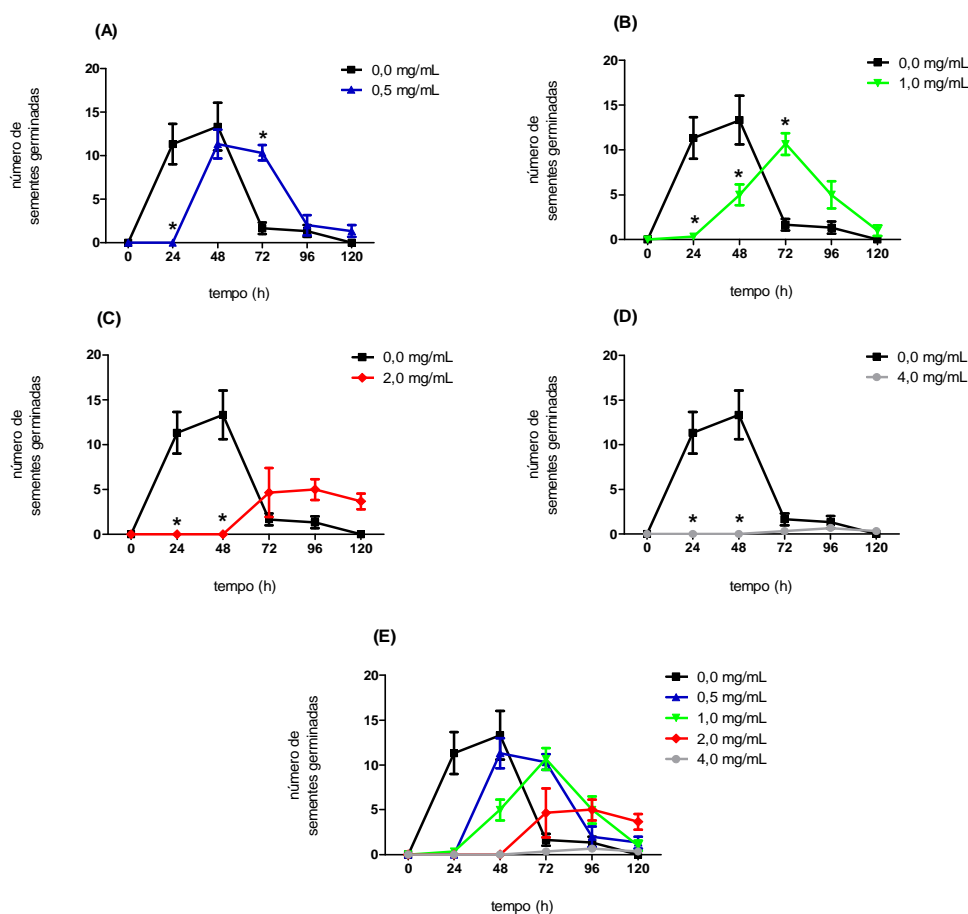 (A)
0,0 mg/mL
0,5 mg/mL
número de
sementes germinadas
20
15
10
5
0
*
*
0 24 48 72 96 120
tempo (h)
(B)
0,0 mg/mL
1,0 mg/mL
número de
sementes germinadas
20
15
10
5
0
*
*
*
0 24 48 72 96 120
tempo (h)
(C)
0,0 mg/mL
2,0 mg/mL
número de
sementes germinadas
20
15
10
5
0
* *
0 24 48 72 96 120
tempo (h)
(D)
0,0 mg/mL
4,0 mg/mL
número de
sementes germinadas
20
15
10
5
0
* *
0 24 48 72 96 120
tempo (h)
(E)
0,0 mg/mL
0,5 mg/mL
1,0 mg/mL
2,0 mg/mL
4,0 mg/mL
número de
sementes germinadas
20
15
10
5
0
0 24 48 72 96 120
tempo (h)